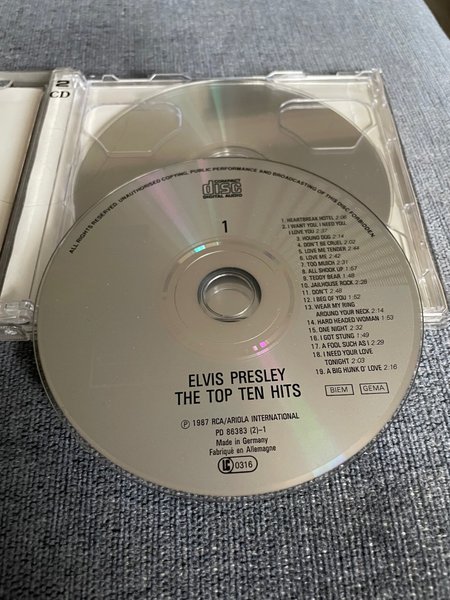 2
CD
ALL RIGHTS RESERVED. UNAUTHORISED COPYING, PUBLIC PERFORMANCE AND BROADCASTING OF THIS DISC FORBIDDEN.
COMPACT
disc
DIGITAL AUDIO
1
1. HEARTBREAK HOTEL 2:06
2. I WANT YOU, I NEED YOU,
I LOVE YOU 2:37
3. HOUND DOG 2:14
4. DON'T BE CRUEL 2:02
5. LOVE ME TENDER 2:44
6. LOVE ME 2:42
7. TOO MUCH 2:31
8. ALL SHOOK UP 1:57
9. TEDDY BEAR 1:48
10. JAILHOUSE ROCK 2:28
11. DON'T 2:48
12. I BEG OF YOU 1:52
13. WEAR MY RING
AROUND YOUR NECK 2:14
14. HARD HEADED WOMAN 1:53
15. ONE NIGHT 2:32
16. I GOT STUNG 1:49
17. A FOOL SUCH AS I 2:29
18. I NEED YOUR LOVE
TONIGHT 2:03
19. A BIG HUNK O' LOVE 2:16
BIEM GEMA
ELVIS PRESLEY
THE TOP TEN HITS
℗ 1987 RCA/ARIOLA INTERNATIONAL
PD 86383 (2)-1
Made in Germany
Fabriqué en Allemagne
LC 0316